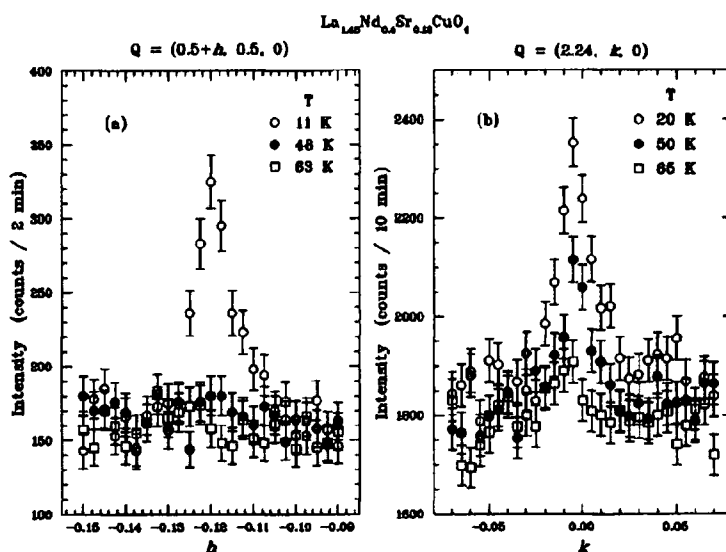 La₁.₄₈Nd₀.₄Sr₀.₁₂CuO₄
Q = (0.5+h, 0.5, 0)
Q = (2.24, k, 0)
(a)
T
11 K
48 K
63 K
Intensity (counts / 2 min)
400
350
300
250
200
150
100
-0.15 -0.14 -0.13 -0.12 -0.11 -0.10 -0.09
h
(b)
T
20 K
50 K
65 K
Intensity (counts / 10 min)
2400
2200
2000
1800
1600
-0.05 0.00 0.05
k